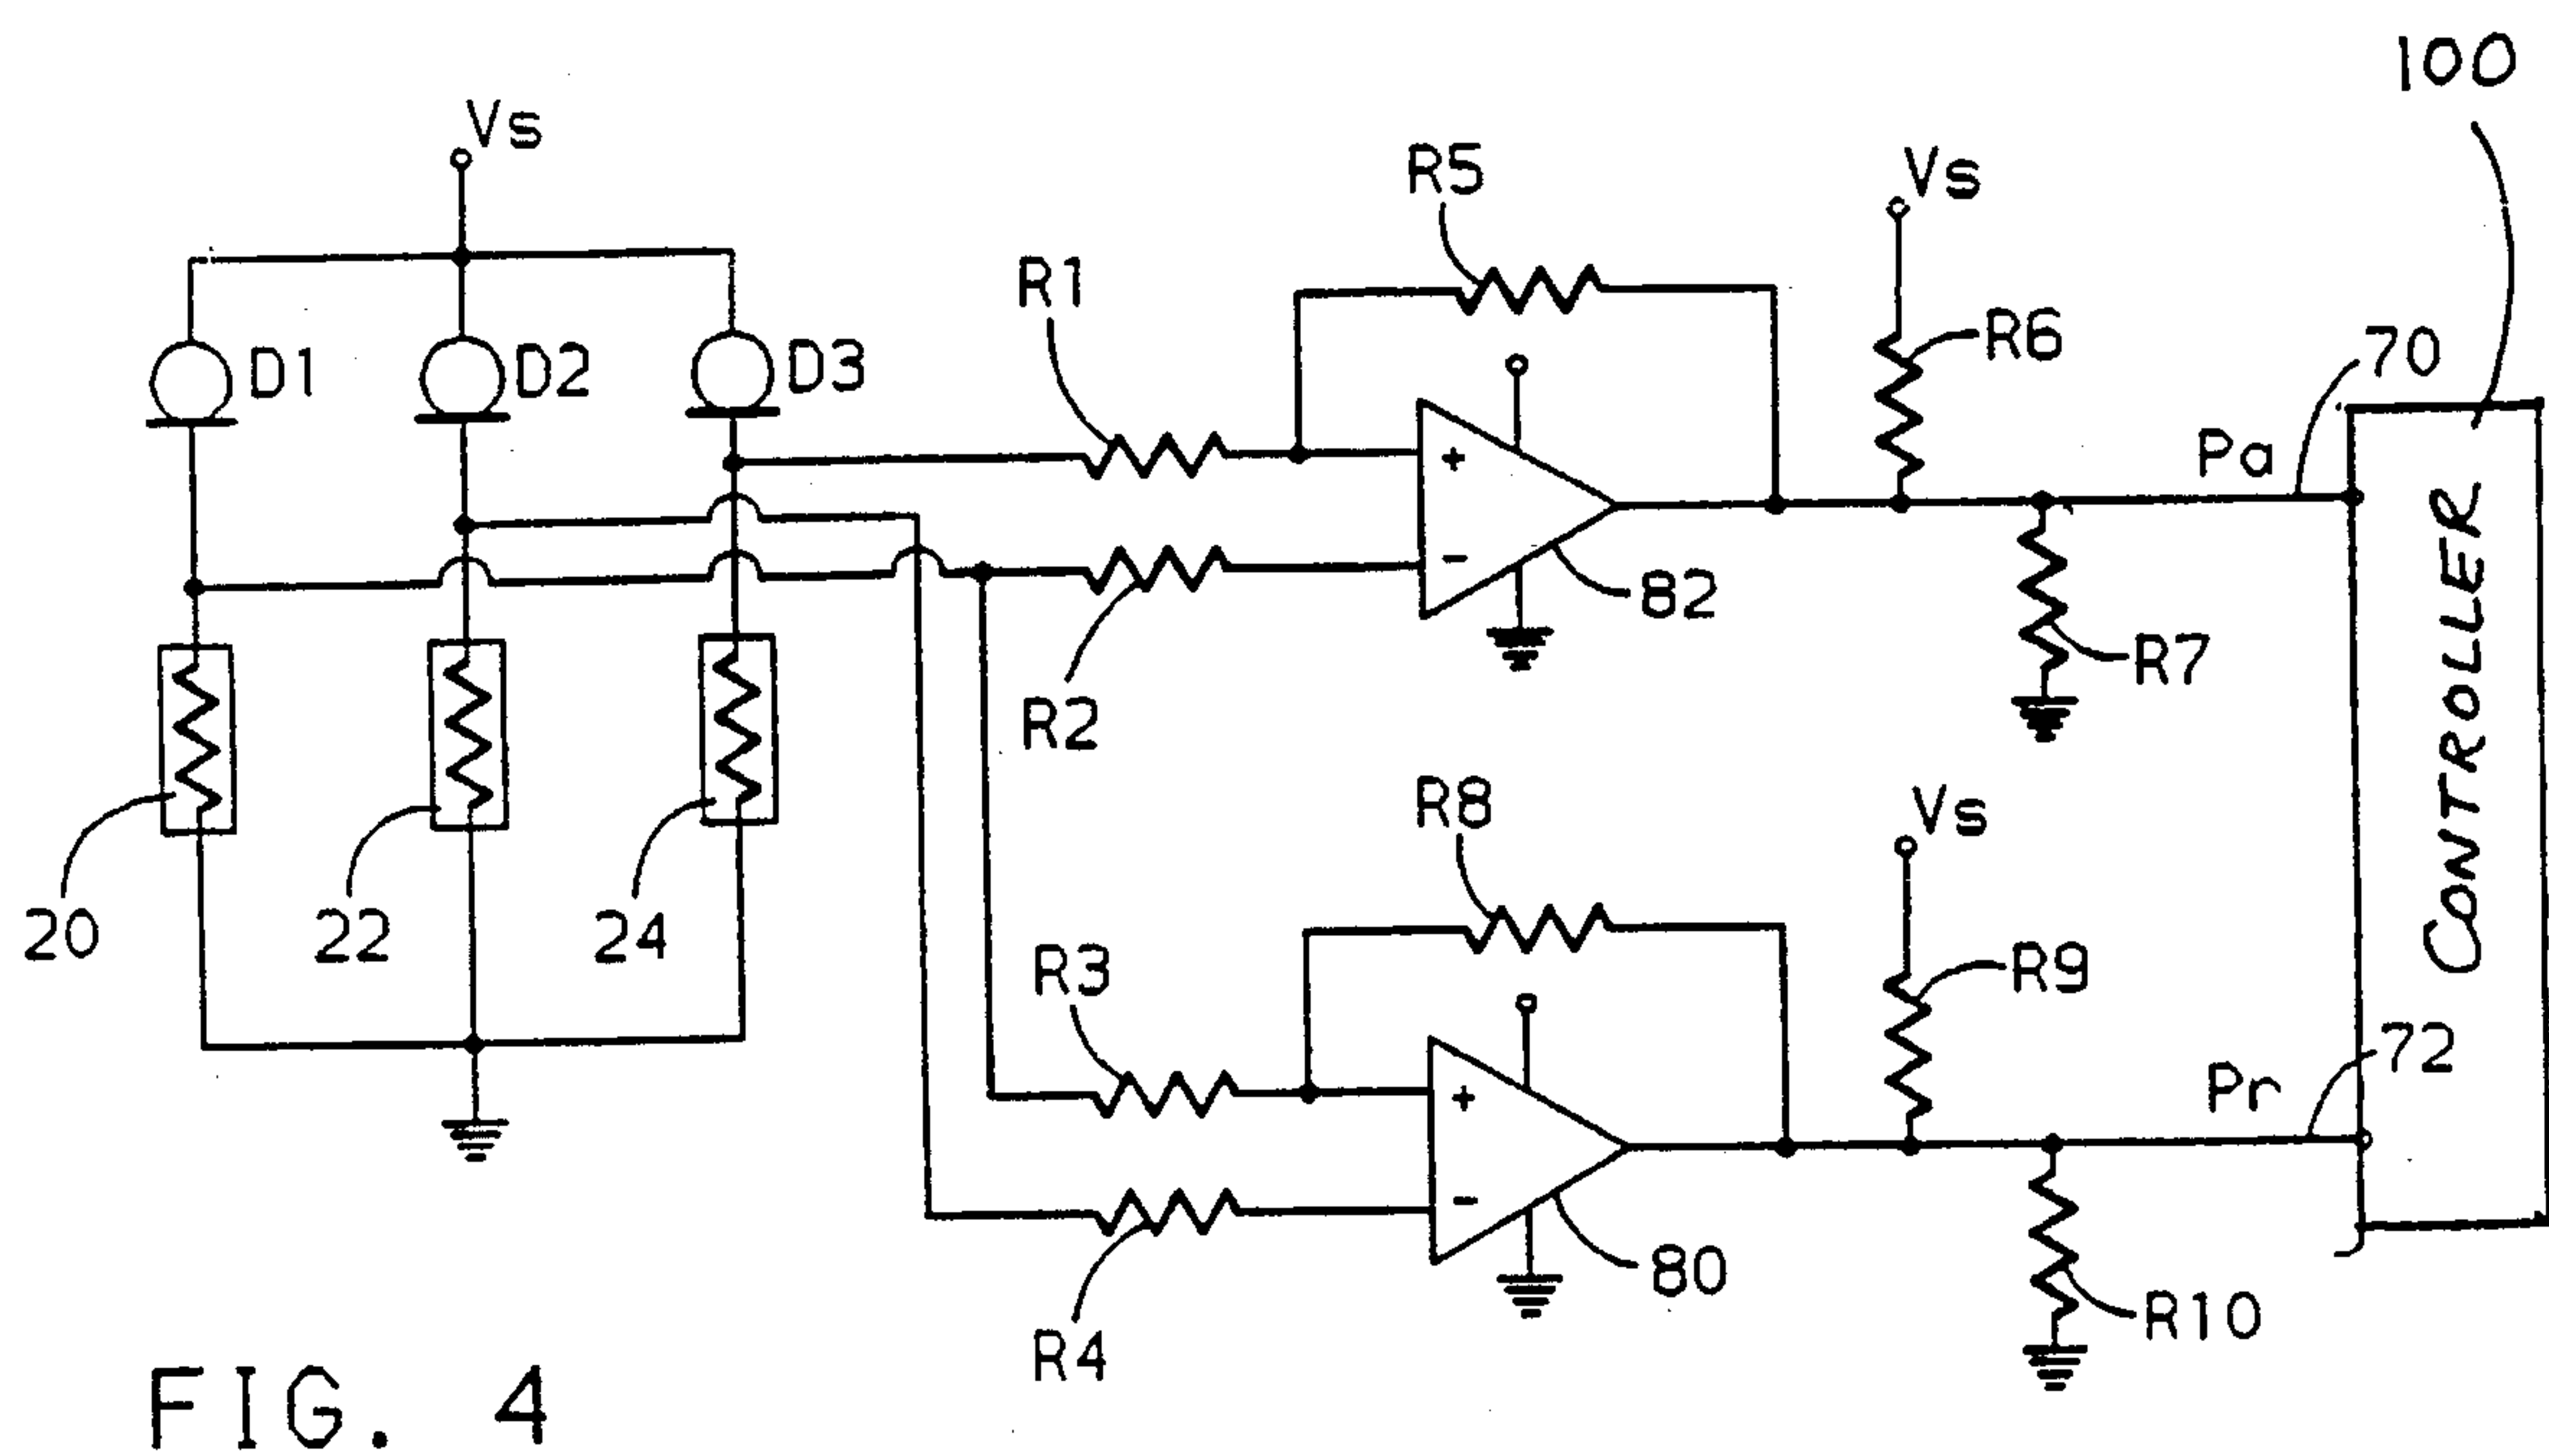 100
Vs
R5
Vs
R1
R6
70
D1
D2
D3
Pa
+
-
82
R2
R7
CONTROLLER
20
22
24
R8
Vs
R3
R9
72
Pr
+
-
80
R10
R4
FIG. 4